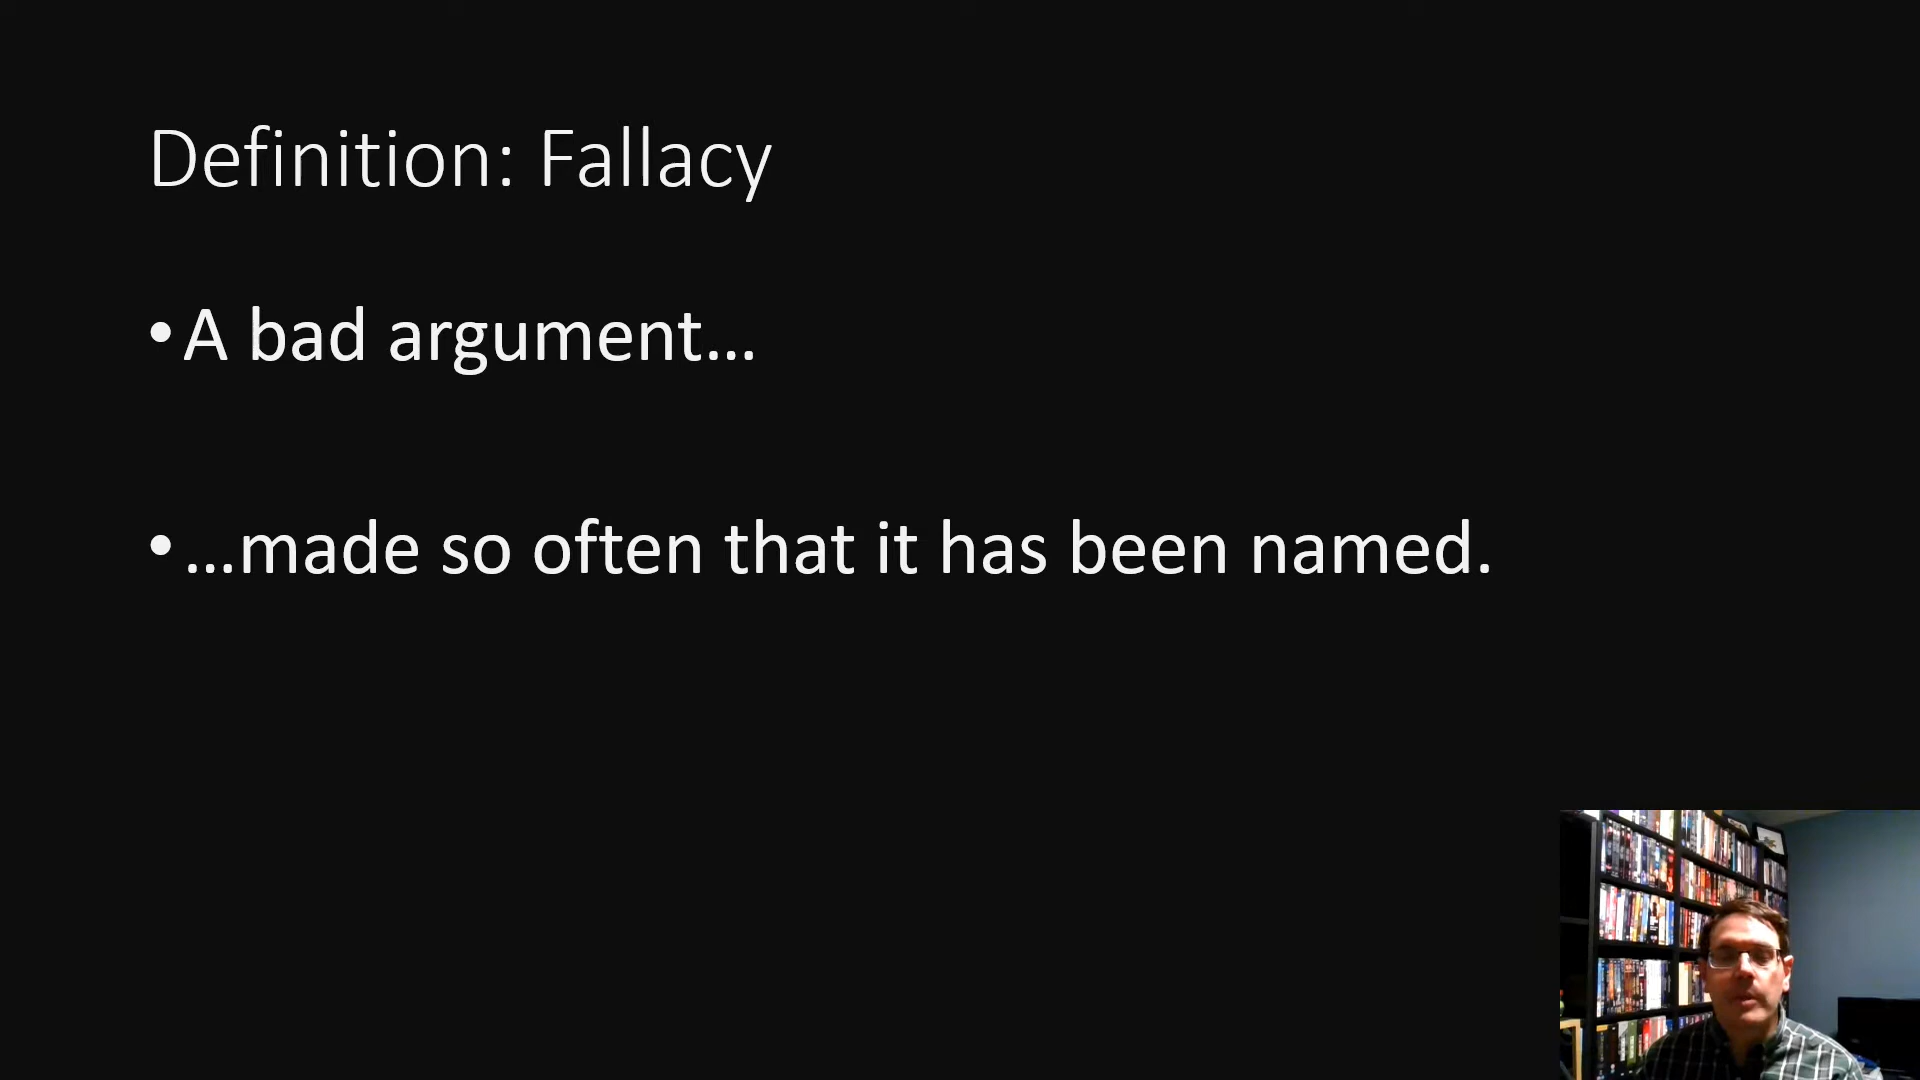 Definition: Fallacy
•A bad argument…
•…made so often that it has been named.